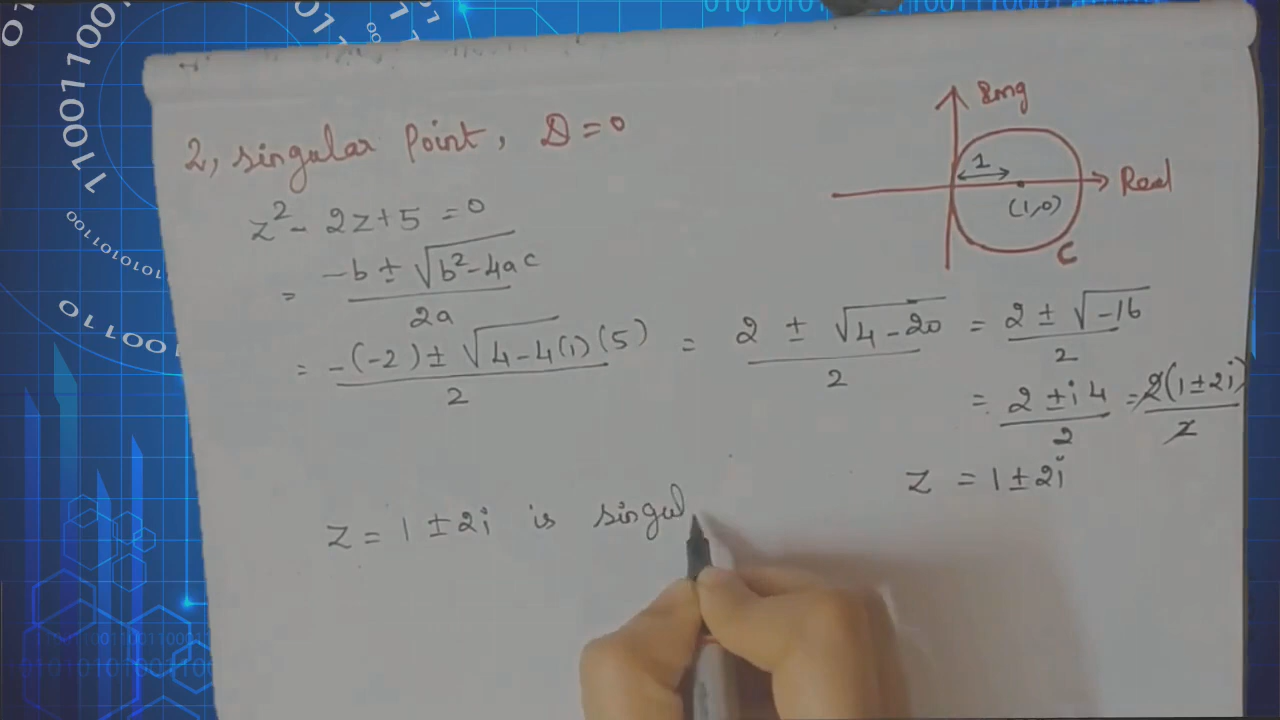 2, singular Point, D = 0
Img
1
Real
(1,0)
C
z² - 2z + 5 = 0
= -b ± √b² - 4ac / 2a
= -(-2) ± √4 - 4(1)(5) / 2 = 2 ± √4 - 20 / 2 = 2 ± √-16 / 2
= 2 ± i4 / 2 = 2(1 ± 2i) / 2
z = 1 ± 2i
z = 1 ± 2i is singul